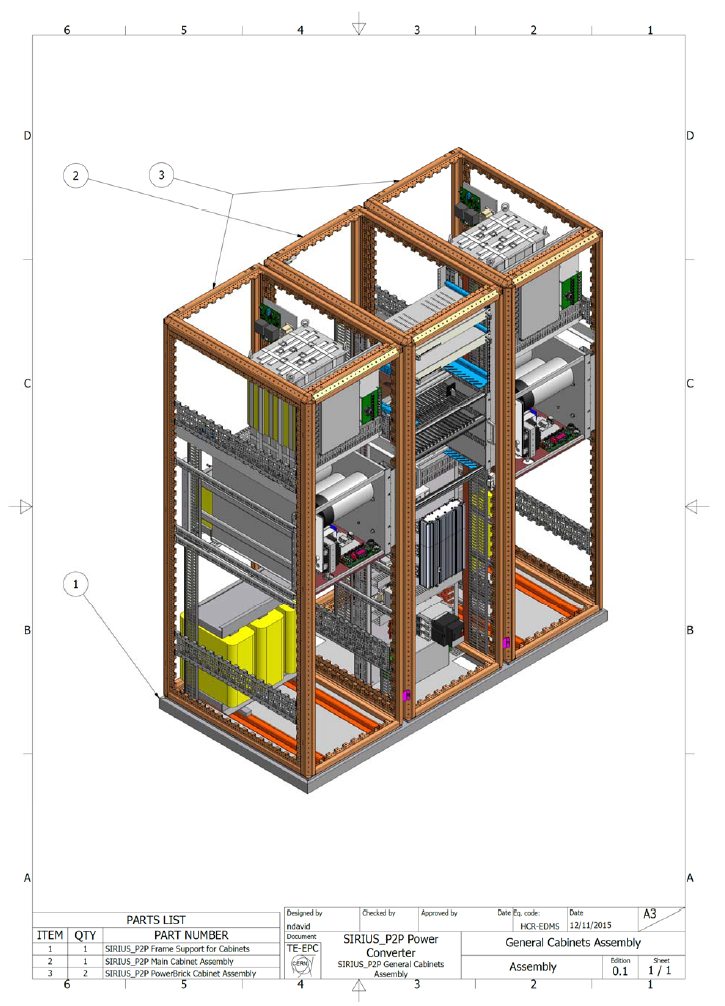 6 5 4 3 2 1
D D
2 3
C C
1
B B
A A
PARTS LIST
ITEM QTY PART NUMBER
1 1 SIRIUS_P2P Frame Support for Cabinets
2 1 SIRIUS_P2P Main Cabinet Assembly
3 2 SIRIUS_P2P PowerBrick Cabinet Assembly
Designed by Checked by Approved by Date Eq. code: Date A3
ndavid HCR-EDMS 12/11/2015
Document
TE-EPC
CERN
SIRIUS_P2P Power
Converter
SIRIUS_P2P General Cabinets
Assembly
General Cabinets Assembly
Assembly
Edition
0.1
Sheet
1 / 1
6 5 4 3 2 1